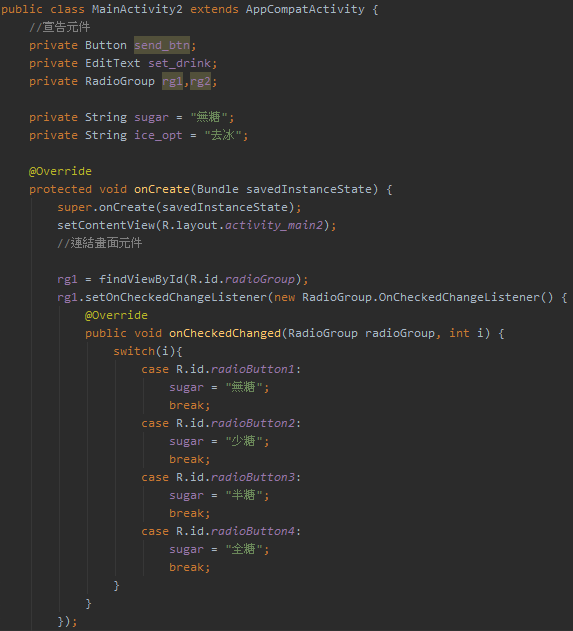 public class MainActivity2 extends AppCompatActivity {
//宣告元件
private Button send_btn;
private EditText set_drink;
private RadioGroup rg1,rg2;
private String sugar = "無糖";
private String ice_opt = "去冰";
@Override
protected void onCreate(Bundle savedInstanceState) {
super.onCreate(savedInstanceState);
setContentView(R.layout.activity_main2);
//連結畫面元件
rg1 = findViewById(R.id.radioGroup);
rg1.setOnCheckedChangeListener(new RadioGroup.OnCheckedChangeListener() {
@Override
public void onCheckedChanged(RadioGroup radioGroup, int i) {
switch(i){
case R.id.radioButton1:
sugar = "無糖";
break;
case R.id.radioButton2:
sugar = "少糖";
break;
case R.id.radioButton3:
sugar = "半糖";
break;
case R.id.radioButton4:
sugar = "全糖";
break;
}
}
});